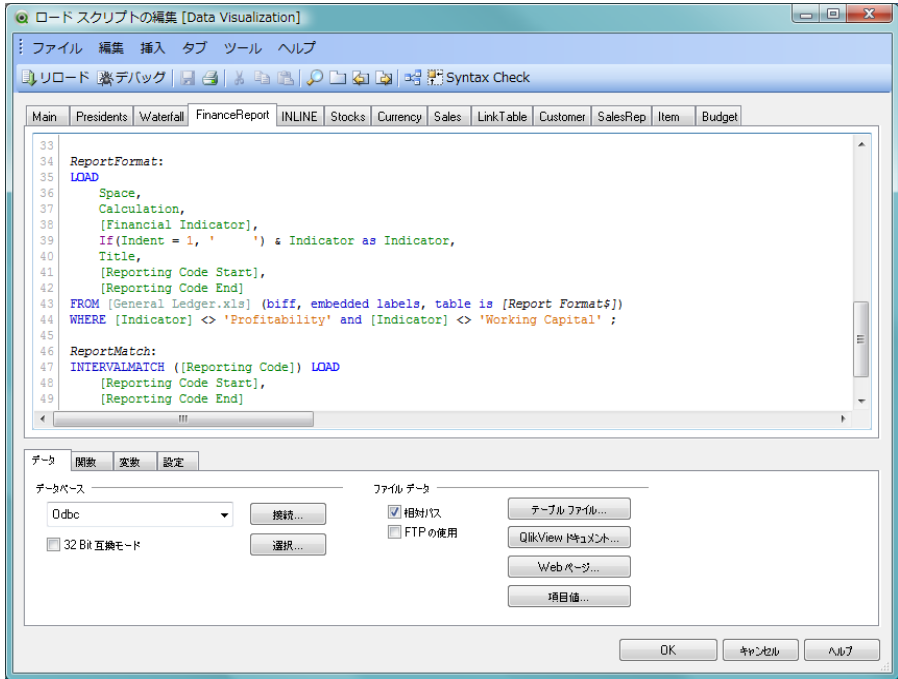 ロード スクリプトの編集 [Data Visualization]
ファイル 編集 挿入 タブ ツール ヘルプ
リロード デバッグ Syntax Check
Main Presidents Waterfall FinanceReport INLINE Stocks Currency Sales LinkTable Customer SalesRep Item Budget
33
34 ReportFormat:
35 LOAD
36 Space,
37 Calculation,
38 [Financial Indicator],
39 If(Indent = 1, '     ') & Indicator as Indicator,
40 Title,
41 [Reporting Code Start],
42 [Reporting Code End]
43 FROM [General Ledger.xls] (biff, embedded labels, table is [Report Format$])
44 WHERE [Indicator] <> 'Profitability' and [Indicator] <> 'Working Capital' ;
45
46 ReportMatch:
47 INTERVALMATCH ([Reporting Code]) LOAD
48 [Reporting Code Start],
49 [Reporting Code End]
データ 関数 変数 設定
データベース
Odbc 接続...
32 Bit 互換モード 選択...
ファイル データ
相対パス テーブル ファイル...
FTP の使用 QlikView ドキュメント...
Web ページ...
項目値...
OK キャンセル ヘルプ